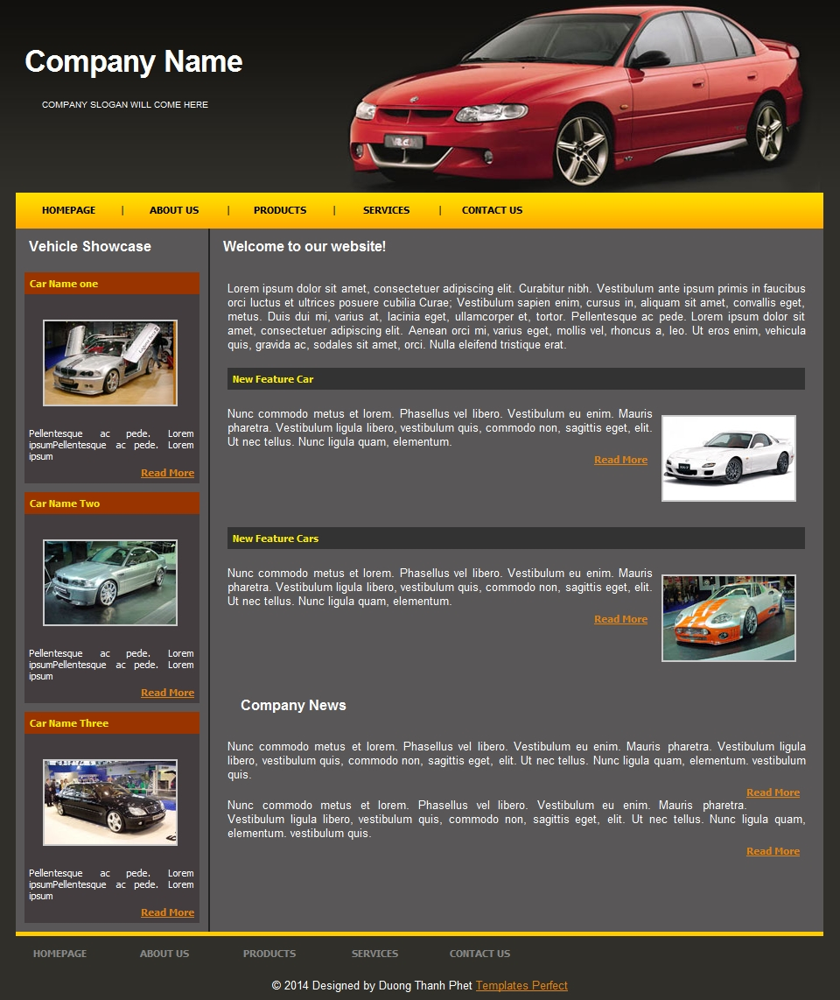 Company Name
COMPANY SLOGAN WILL COME HERE
HOMEPAGE | ABOUT US | PRODUCTS | SERVICES | CONTACT US
Vehicle Showcase
Car Name one
Pellentesque ac pede. Lorem
ipsumPellentesque ac pede. Lorem
ipsum
Read More
Car Name Two
Pellentesque ac pede. Lorem
ipsumPellentesque ac pede. Lorem
ipsum
Read More
Car Name Three
Pellentesque ac pede. Lorem
ipsumPellentesque ac pede. Lorem
ipsum
Read More
Welcome to our website!
Lorem ipsum dolor sit amet, consectetuer adipiscing elit. Curabitur nibh. Vestibulum ante ipsum primis in faucibus
orci luctus et ultrices posuere cubilia Curae; Vestibulum sapien enim, cursus in, aliquam sit amet, convallis eget,
metus. Duis dui mi, varius at, lacinia eget, ullamcorper et, tortor. Pellentesque ac pede. Lorem ipsum dolor sit
amet, consectetuer adipiscing elit. Aenean orci mi, varius eget, mollis vel, rhoncus a, leo. Ut eros enim, vehicula
quis, gravida ac, sodales sit amet, orci. Nulla eleifend tristique erat.
New Feature Car
Nunc commodo metus et lorem. Phasellus vel libero. Vestibulum eu enim. Mauris
pharetra. Vestibulum ligula libero, vestibulum quis, commodo non, sagittis eget, elit.
Ut nec tellus. Nunc ligula quam, elementum.
Read More
New Feature Cars
Nunc commodo metus et lorem. Phasellus vel libero. Vestibulum eu enim. Mauris
pharetra. Vestibulum ligula libero, vestibulum quis, commodo non, sagittis eget, elit.
Ut nec tellus. Nunc ligula quam, elementum.
Read More
Company News
Nunc commodo metus et lorem. Phasellus vel libero. Vestibulum eu enim. Mauris pharetra. Vestibulum ligula
libero, vestibulum quis, commodo non, sagittis eget, elit. Ut nec tellus. Nunc ligula quam, elementum. vestibulum
quis.
Read More
Nunc commodo metus et lorem. Phasellus vel libero. Vestibulum eu enim. Mauris pharetra.
Vestibulum ligula libero, vestibulum quis, commodo non, sagittis eget, elit. Ut nec tellus. Nunc ligula quam,
elementum. vestibulum quis.
Read More
HOMEPAGE ABOUT US PRODUCTS SERVICES CONTACT US
© 2014 Designed by Duong Thanh Phet Templates Perfect